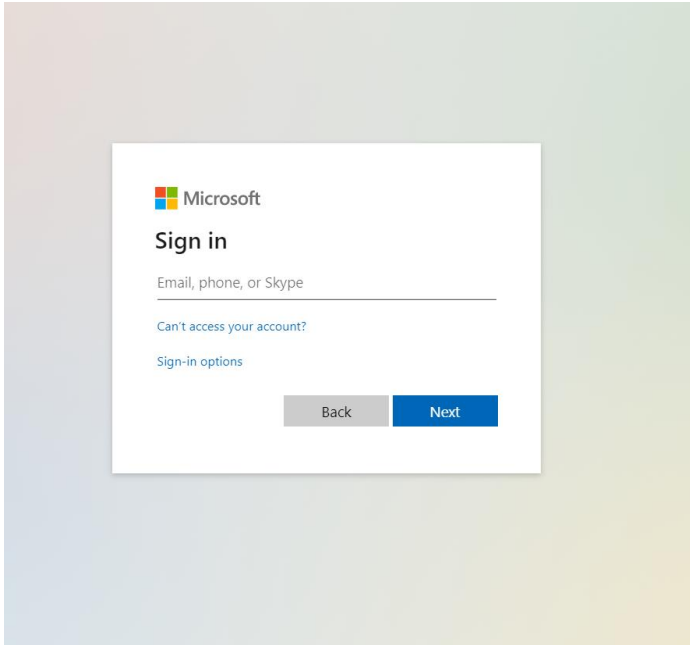 Microsoft
Sign in
Email, phone, or Skype
Can't access your account?
Sign-in options
Back
Next